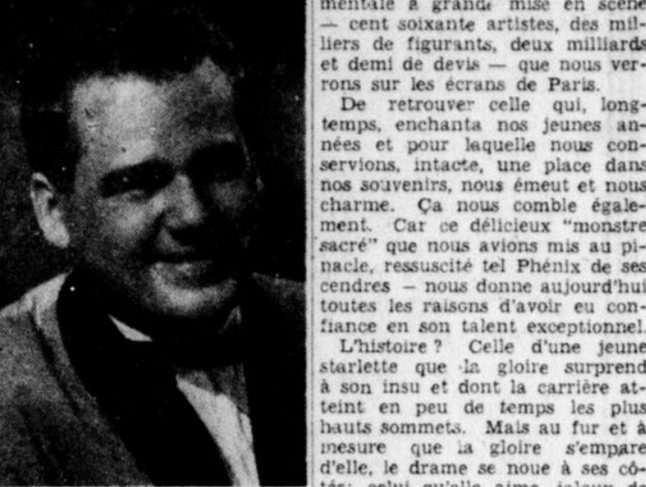 mentale à grande mise en scène
— cent soixante artistes, des mil-
liers de figurants, deux milliards
et demi de devis — que nous ver-
rons sur les écrans de Paris.
De retrouver celle qui, long-
temps, enchanta nos jeunes an-
nées et pour laquelle nous con-
servions, intacte, une place dans
nos souvenirs, nous émeut et nous
charme. Ça nous comble égale-
ment. Car ce délicieux "monstre
sacré" que nous avions mis au pi-
nacle, ressuscité tel Phénix de ses
cendres — nous donne aujourd'hui
toutes les raisons d'avoir eu con-
fiance en son talent exceptionnel.
L'histoire ? Celle d'une jeune
starlette que la gloire surprend
à son insu et dont la carrière at-
teint en peu de temps les plus
hauts sommets. Mais au fur et à
mesure que la gloire s'empare
d'elle, le drame se noue à ses cô-
tés: celui qu'elle aime, jaloux de